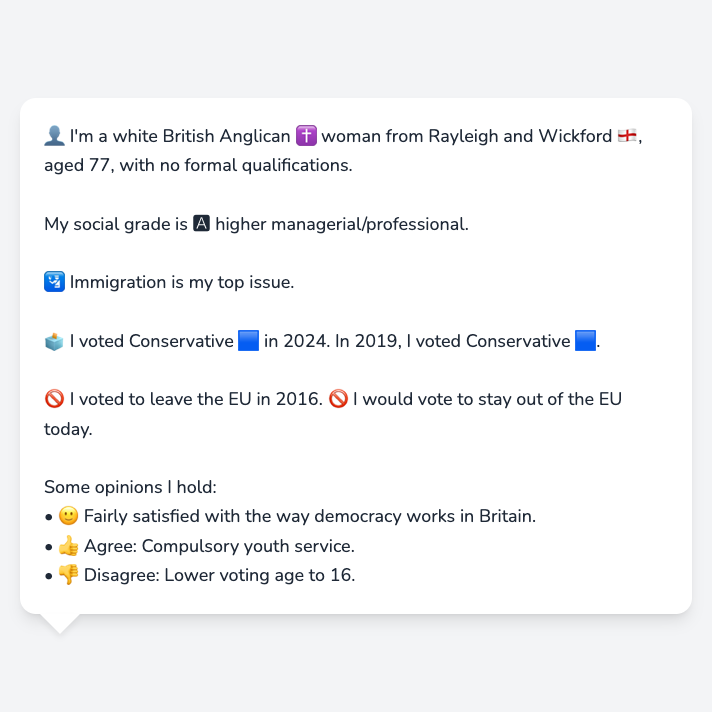 👤 I'm a white British Anglican ✝️ woman from Rayleigh and Wickford 🏴󠁧󠁢󠁥󠁮󠁧󠁿,
aged 77, with no formal qualifications.
My social grade is 🅰 higher managerial/professional.
🛂 Immigration is my top issue.
🗳️ I voted Conservative 🟦 in 2024. In 2019, I voted Conservative 🟦.
🚫 I voted to leave the EU in 2016. 🚫 I would vote to stay out of the EU
today.
Some opinions I hold:
• 🙂 Fairly satisfied with the way democracy works in Britain.
• 👍 Agree: Compulsory youth service.
• 👎 Disagree: Lower voting age to 16.